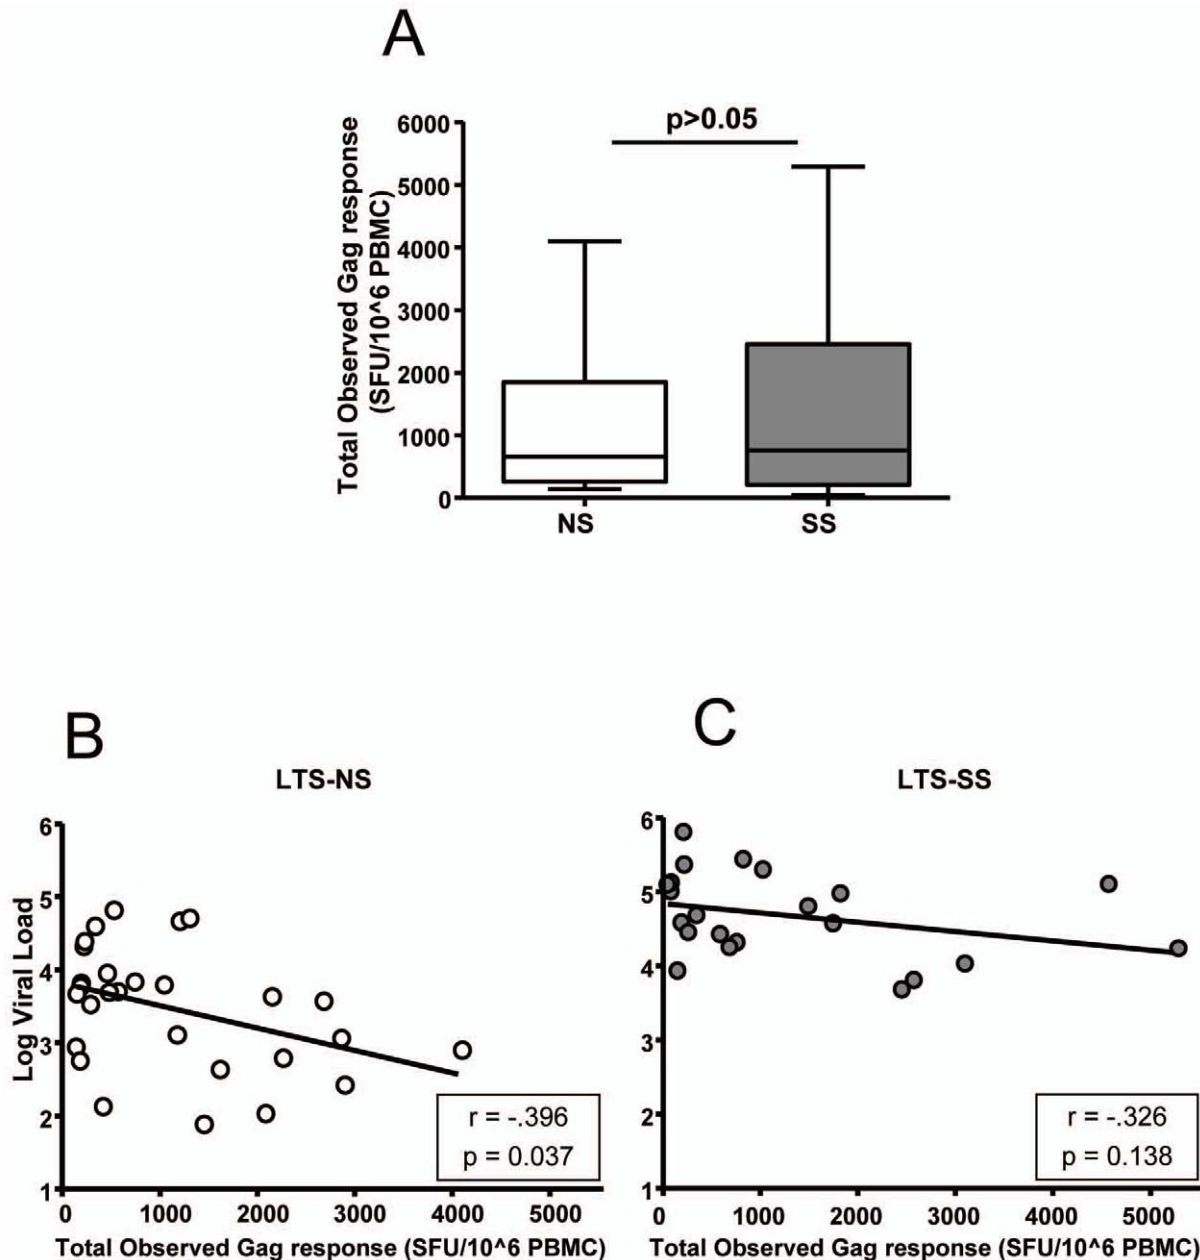 A
p>0.05
Total Observed Gag response
(SFU/10^6 PBMC)
6000
5000
4000
3000
2000
1000
0
NS
SS
B
LTS-NS
Log Viral Load
6
5
4
3
2
1
r = -.396
p = 0.037
0
1000
2000
3000
4000
5000
Total Observed Gag response (SFU/10^6 PBMC)
C
LTS-SS
6
5
4
3
2
1
r = -.326
p = 0.138
0
1000
2000
3000
4000
5000
Total Observed Gag response (SFU/10^6 PBMC)